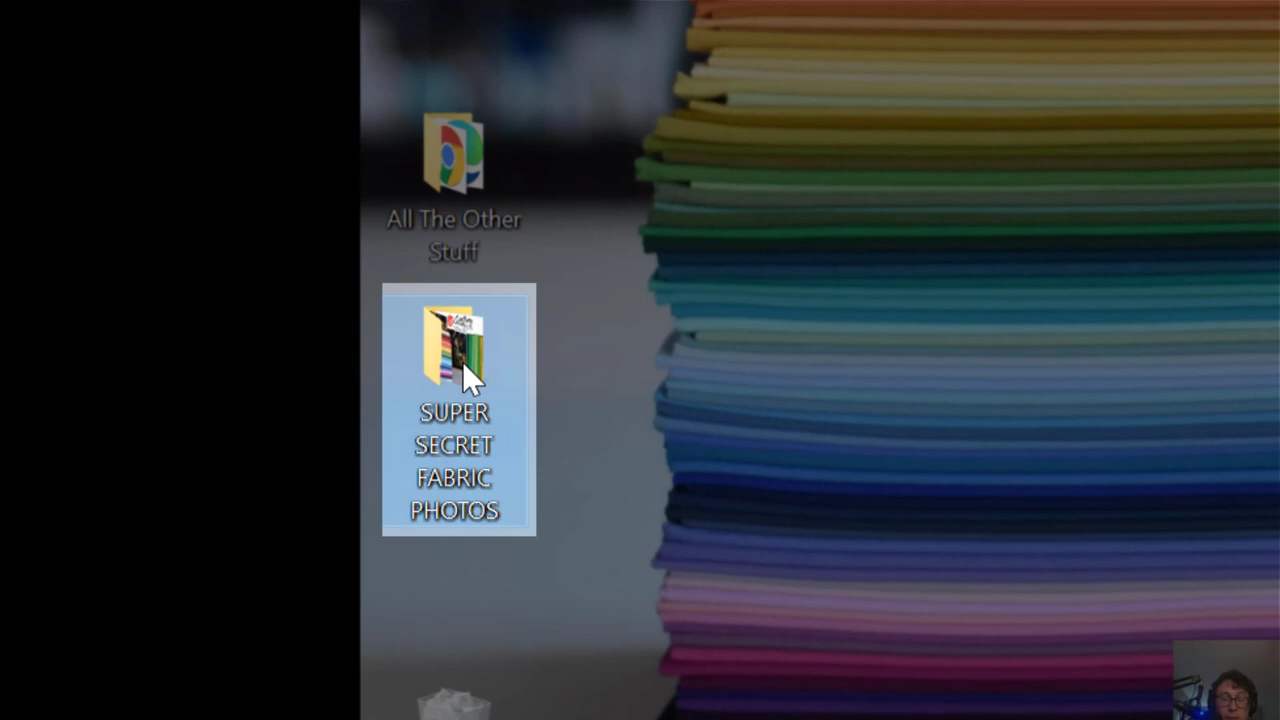 All The Other
Stuff
SUPER
SECRET
FABRIC
PHOTOS